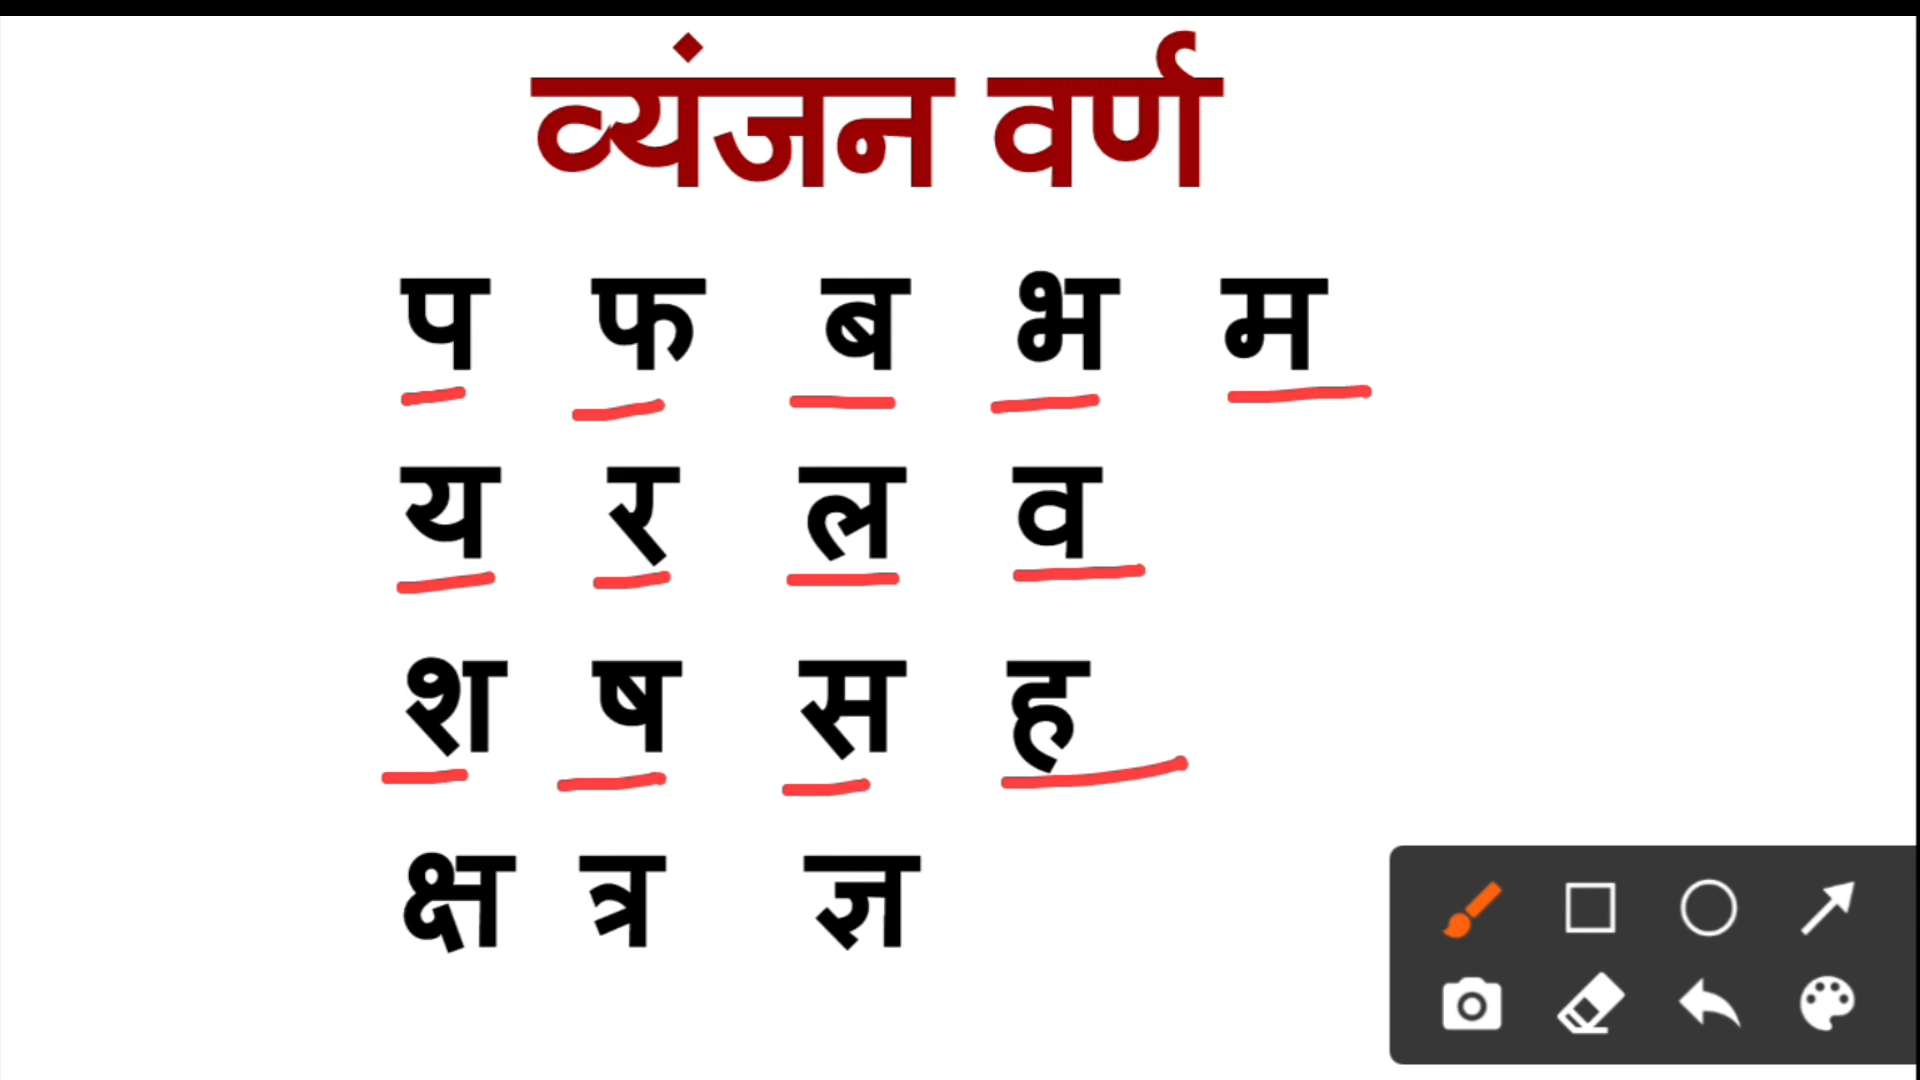 व्यंजन वर्ण
प फ ब भ म
य र ल व
श ष स ह
क्ष त्र ज्ञ